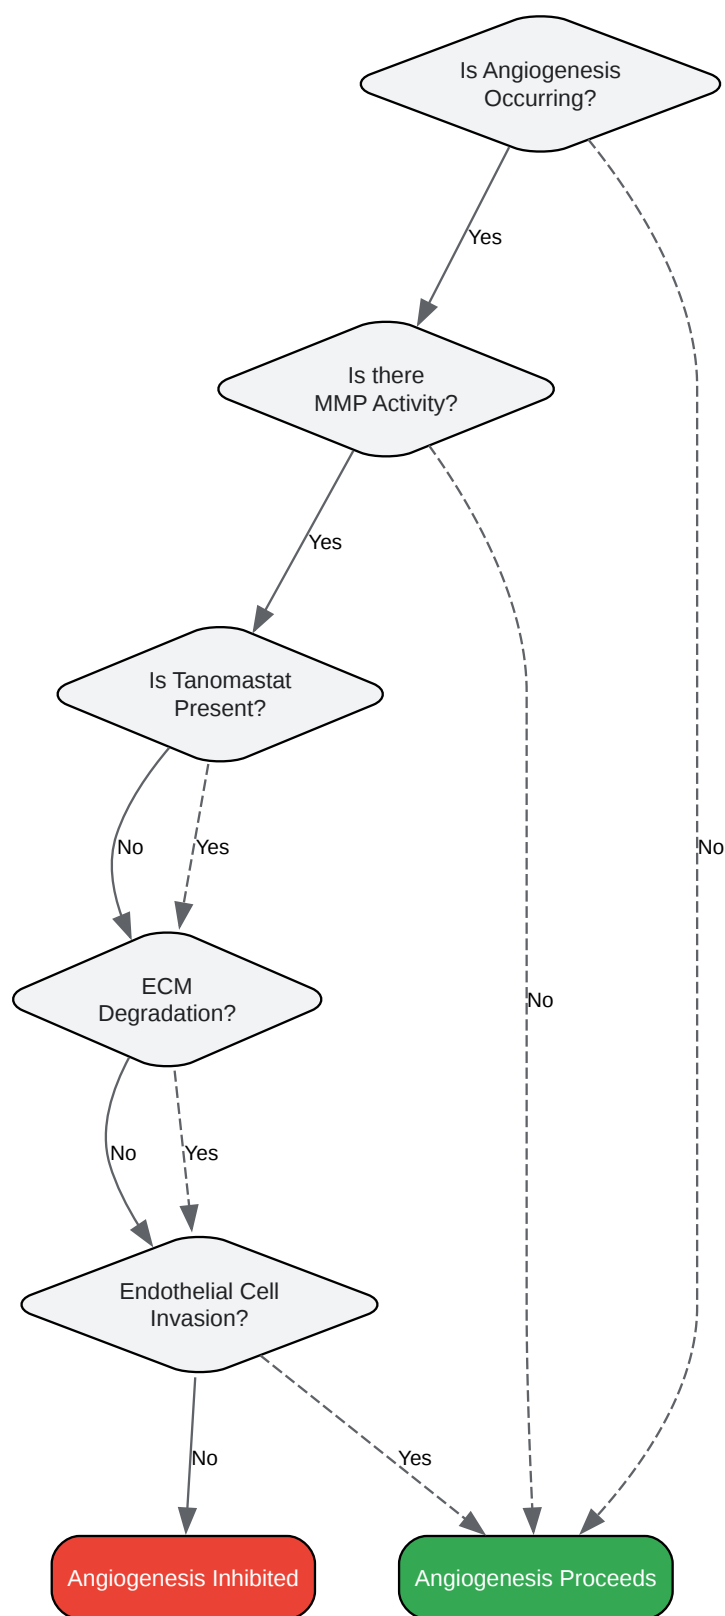 Is Angiogenesis
Occurring?
Yes
Is there
MMP Activity?
Yes
Is Tanomastat
Present?
No
Yes
No
ECM
Degradation?
No
No
Yes
Endothelial Cell
Invasion?
No
Yes
Angiogenesis Inhibited
Angiogenesis Proceeds